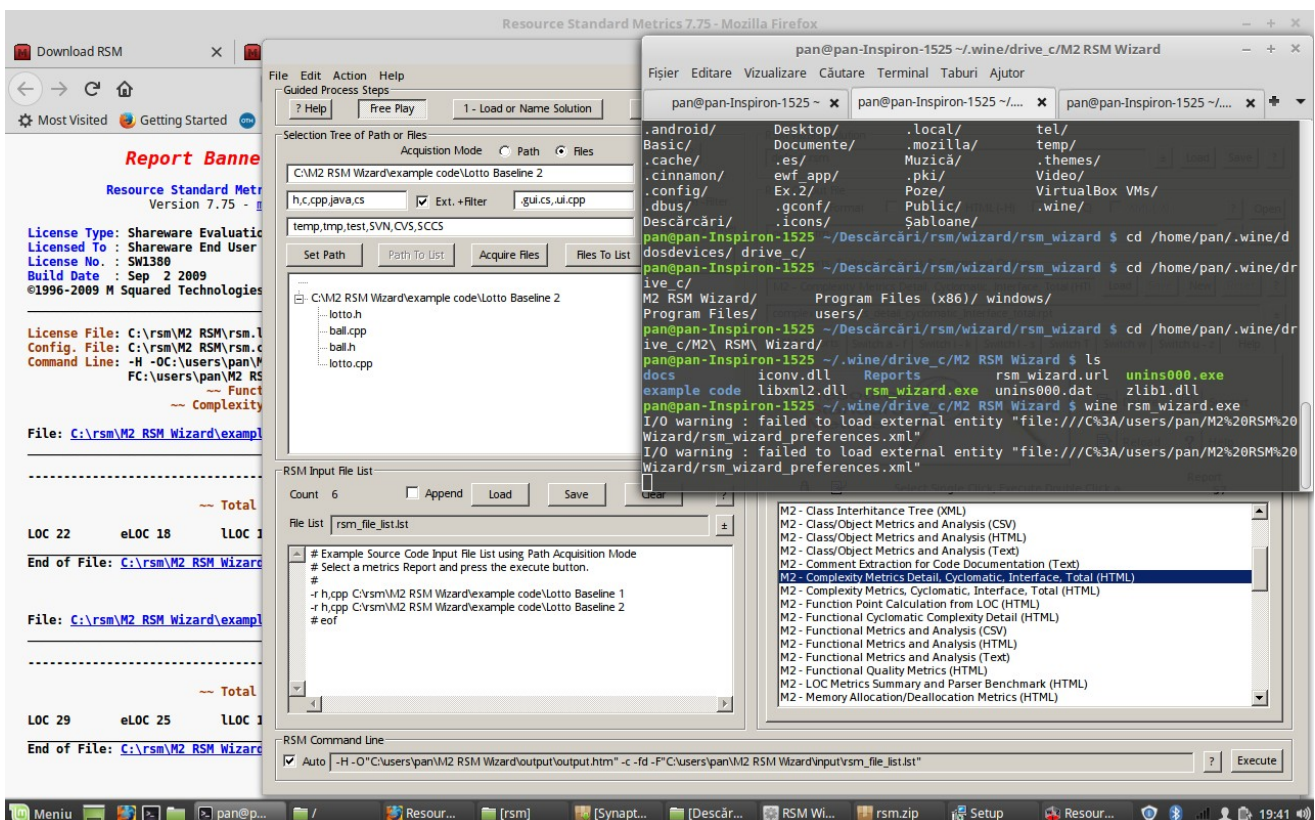 Resource Standard Metrics 7.75 - Mozilla Firefox
Download RSM
Most Visited
Getting Started
Report Banne
Resource Standard Metr
Version 7.75 -
License Type: Shareware Evaluatio
Licensed To : Shareware End User
License No. : SW1380
Build Date : Sep 2 2009
©1996-2009 M Squared Technologies
License File: C:\rsm\M2 RSM\rsm.l
Config. File: C:\rsm\M2 RSM\rsm.c
Command Line: -H -OC:\users\pan\M
FC:\users\pan\M2 RS
~~ Funct
~~ Complexity
File: C:\rsm\M2 RSM Wizard\exampl
~~ Total
LOC 22 eLOC 18 lLOC 1
End of File: C:\rsm\M2 RSM Wizard
File: C:\rsm\M2 RSM Wizard\exampl
~~ Total
LOC 29 eLOC 25 lLOC 1
End of File: C:\rsm\M2 RSM Wizard
File Edit Action Help
Guided Process Steps
? Help
Free Play
1 - Load or Name Solution
Selection Tree of Path or Files
Acquistion Mode Path Files
C:\M2 RSM Wizard\example code\Lotto Baseline 2
h,c,cpp,java,cs Ext. +Filter .gui.cs,.ui.cpp
temp,tmp,test,SVN,CVS,SCCS
Set Path Path To List Acquire Files Files To List
C:\M2 RSM Wizard\example code\Lotto Baseline 2
lotto.h
ball.cpp
ball.h
lotto.cpp
RSM Input File List
Count 6 Append Load Save Clear ?
File List rsm_file_list.lst ±
# Example Source Code Input File List using Path Acquisition Mode
# Select a metrics Report and press the execute button.
#
-r h,cpp C:\rsm\M2 RSM Wizard\example code\Lotto Baseline 1
-r h,cpp C:\rsm\M2 RSM Wizard\example code\Lotto Baseline 2
# eof
RSM Command Line
Auto -H -O"C:\users\pan\M2 RSM Wizard\output\output.htm" -c -fd -F"C:\users\pan\M2 RSM Wizard\input\rsm_file_list.lst" ? Execute
pan@pan-Inspiron-1525 ~/.wine/drive_c/M2 RSM Wizard
Fișier Editare Vizualizare Căutare Terminal Taburi Ajutor
pan@pan-Inspiron-1525 ~
pan@pan-Inspiron-1525 ~/....
pan@pan-Inspiron-1525 ~/....
.android/ Desktop/ .local/ tel/
Basic/ Documente/ .mozilla/ temp/
.cache/ .es/ Muzică/ .themes/
.cinnamon/ ewf_app/ .pki/ Video/
.config/ Ex.2/ Poze/ VirtualBox VMs/
.dbus/ .gconf/ Public/ .wine/
Descărcări/ .icons/ Șabloane/
pan@pan-Inspiron-1525 ~/Descărcări/rsm/wizard/rsm_wizard $ cd /home/pan/.wine/d
dosdevices/ drive_c/
pan@pan-Inspiron-1525 ~/Descărcări/rsm/wizard/rsm_wizard $ cd /home/pan/.wine/dr
ive_c/
M2 RSM Wizard/ Program Files (x86)/ windows/
Program Files/ users/
pan@pan-Inspiron-1525 ~/Descărcări/rsm/wizard/rsm_wizard $ cd /home/pan/.wine/dr
ive_c/M2\ RSM\ Wizard/
pan@pan-Inspiron-1525 ~/.wine/drive_c/M2 RSM Wizard $ ls
docs iconv.dll Reports rsm_wizard.url unins000.exe
example code libxml2.dll rsm_wizard.exe unins000.dat zlib1.dll
pan@pan-Inspiron-1525 ~/.wine/drive_c/M2 RSM Wizard $ wine rsm_wizard.exe
I/O warning : failed to load external entity "file:///C%3A/users/pan/M2%20RSM%20
Wizard/rsm_wizard_preferences.xml"
I/O warning : failed to load external entity "file:///C%3A/users/pan/M2%20RSM%20
Wizard/rsm_wizard_preferences.xml"
M2 - Class Interhitance Tree (XML)
M2 - Class/Object Metrics and Analysis (CSV)
M2 - Class/Object Metrics and Analysis (HTML)
M2 - Class/Object Metrics and Analysis (Text)
M2 - Comment Extraction for Code Documentation (Text)
M2 - Complexity Metrics Detail, Cyclomatic, Interface, Total (HTML)
M2 - Complexity Metrics, Cyclomatic, Interface, Total (HTML)
M2 - Function Point Calculation from LOC (HTML)
M2 - Functional Cyclomatic Complexity Detail (HTML)
M2 - Functional Metrics and Analysis (CSV)
M2 - Functional Metrics and Analysis (HTML)
M2 - Functional Metrics and Analysis (Text)
M2 - Functional Quality Metrics (HTML)
M2 - LOC Metrics Summary and Parser Benchmark (HTML)
M2 - Memory Allocation/Deallocation Metrics (HTML)
Meniu
pan@p...
/
Resour...
[rsm]
[Synapt...
[Descăr...
RSM Wi...
rsm.zip
Setup
Resour...
19:41